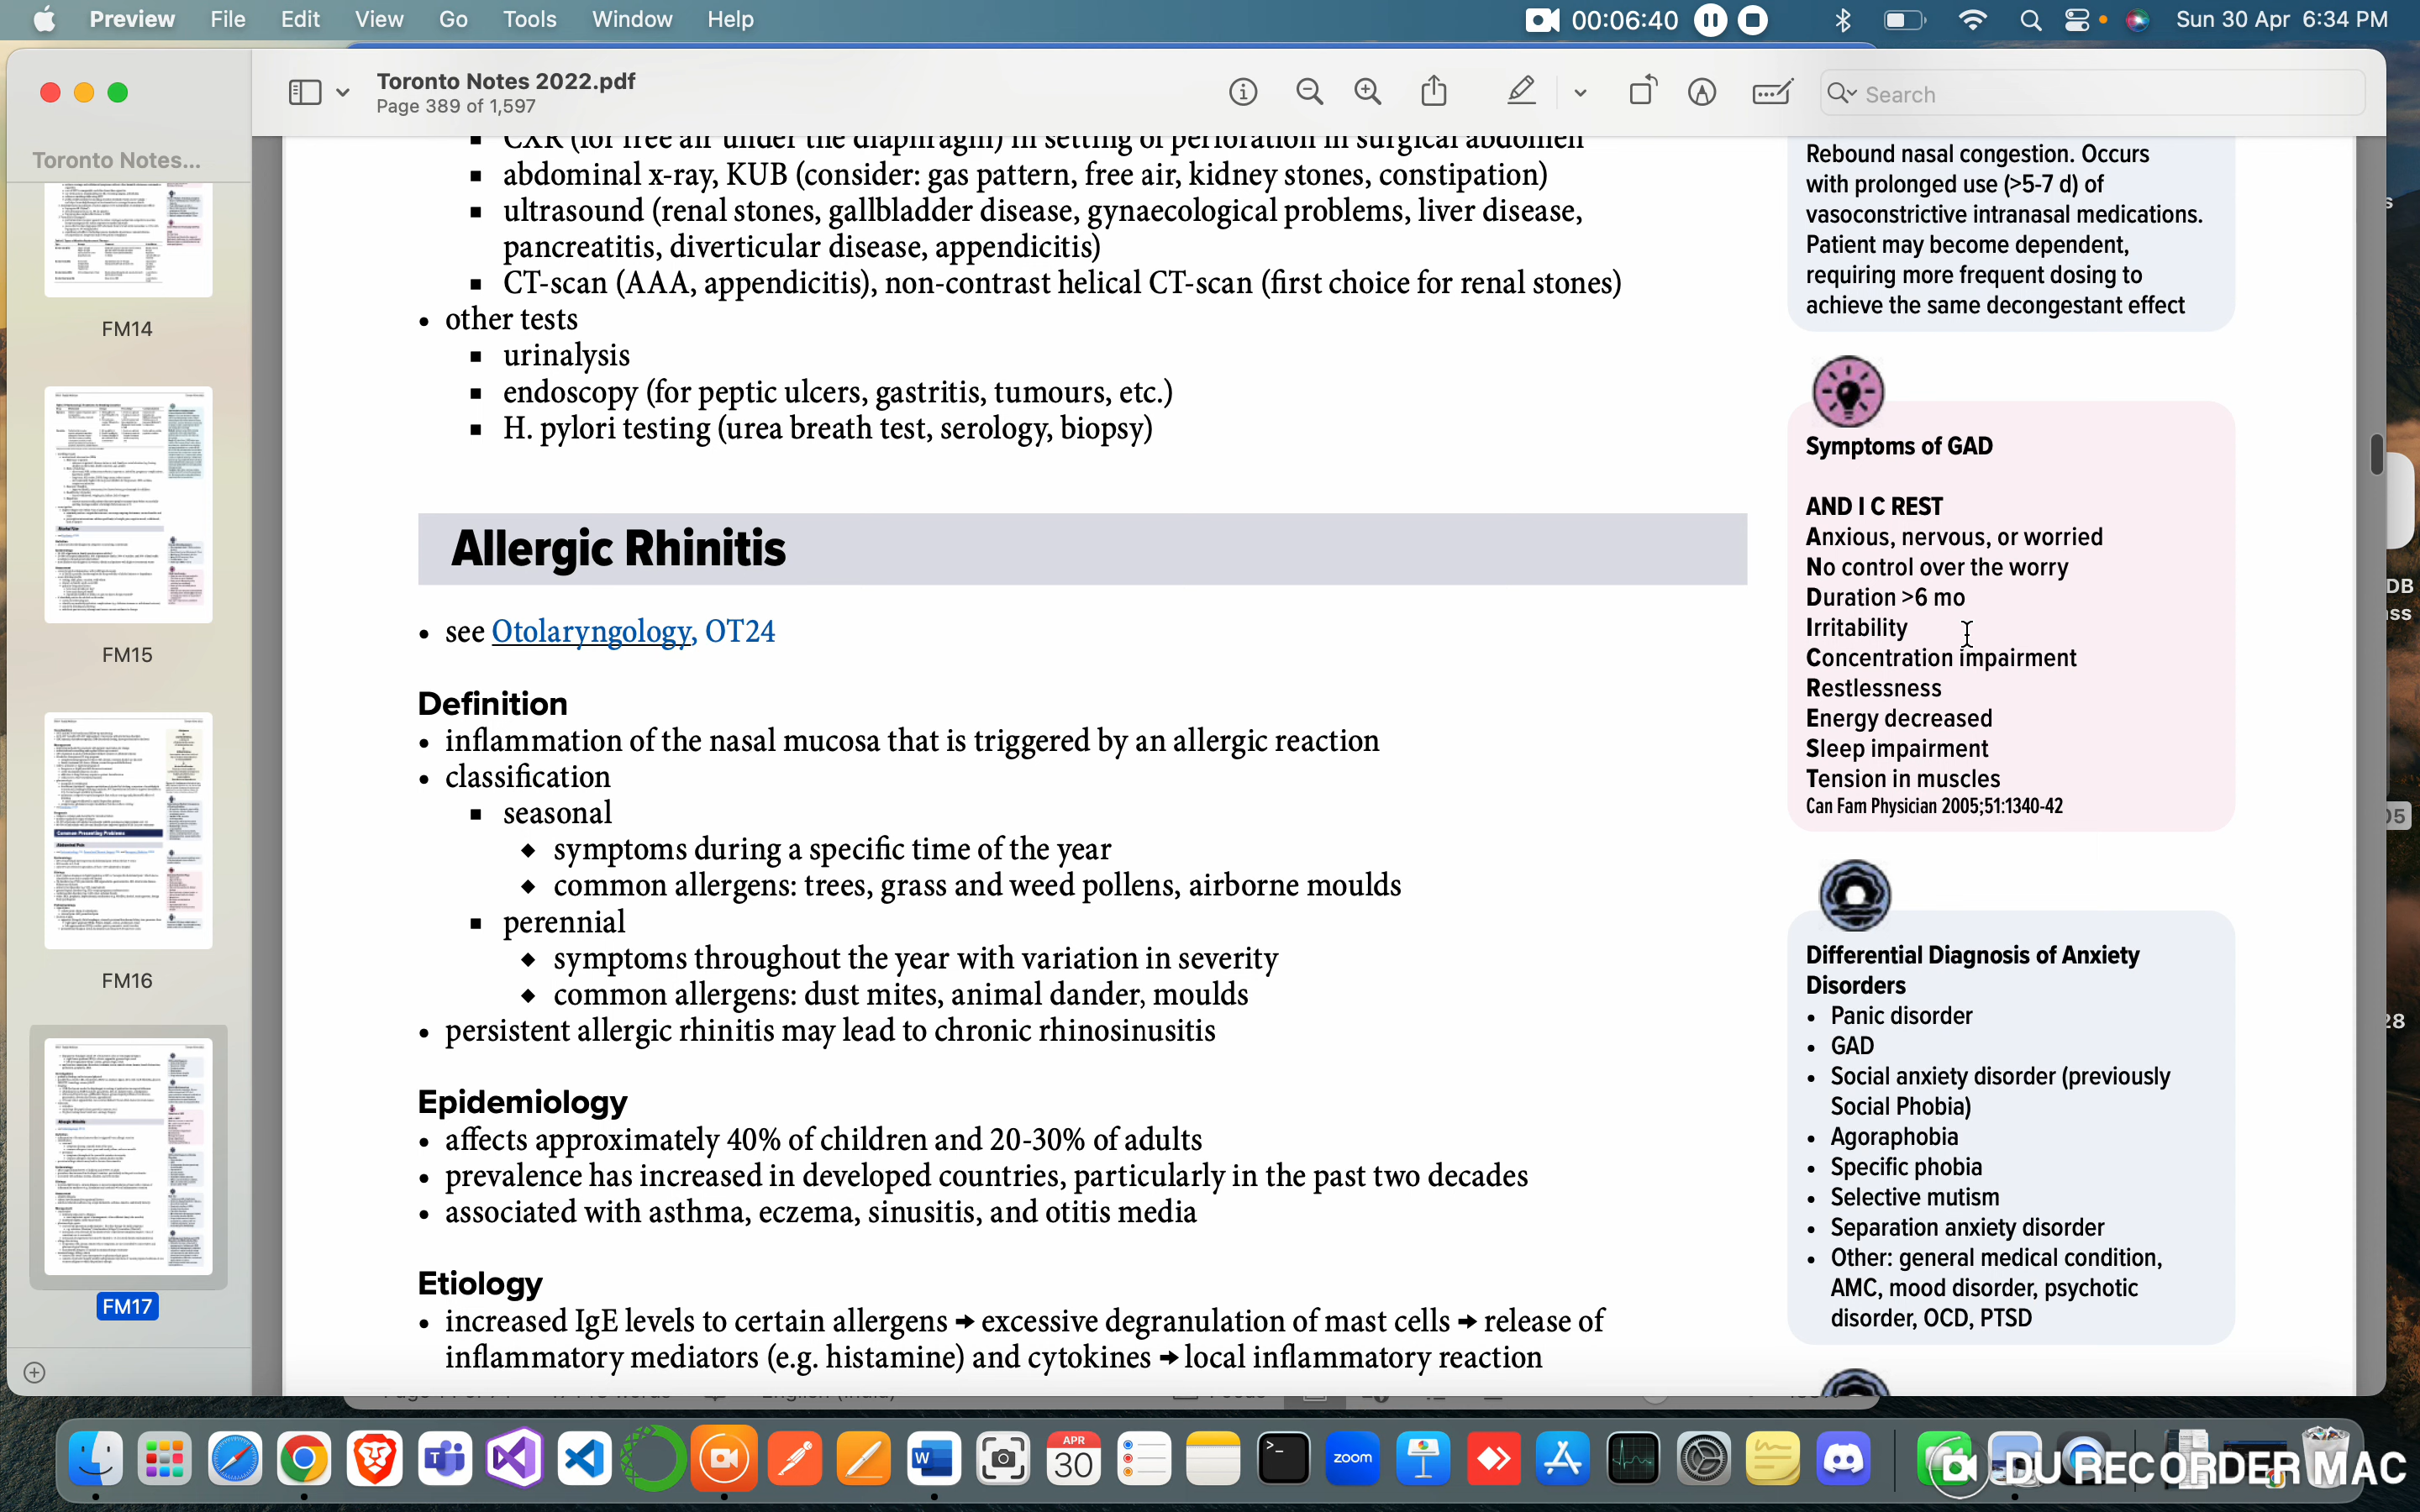 Preview File Edit View Go Tools Window Help 00:06:40 Sun 30 Apr 6:34 PM
Toronto Notes 2022.pdf
Page 389 of 1,597
Search
Toronto Notes...
FM14
FM15
FM16
FM17
CXR (for free air under the diaphragm) in setting of perforation in surgical abdomen
▪ abdominal x-ray, KUB (consider: gas pattern, free air, kidney stones, constipation)
▪ ultrasound (renal stones, gallbladder disease, gynaecological problems, liver disease,
pancreatitis, diverticular disease, appendicitis)
▪ CT-scan (AAA, appendicitis), non-contrast helical CT-scan (first choice for renal stones)
• other tests
▪ urinalysis
▪ endoscopy (for peptic ulcers, gastritis, tumours, etc.)
▪ H. pylori testing (urea breath test, serology, biopsy)
Allergic Rhinitis
• see Otolaryngology, OT24
Definition
• inflammation of the nasal mucosa that is triggered by an allergic reaction
• classification
▪ seasonal
◆ symptoms during a specific time of the year
◆ common allergens: trees, grass and weed pollens, airborne moulds
▪ perennial
◆ symptoms throughout the year with variation in severity
◆ common allergens: dust mites, animal dander, moulds
• persistent allergic rhinitis may lead to chronic rhinosinusitis
Epidemiology
• affects approximately 40% of children and 20-30% of adults
• prevalence has increased in developed countries, particularly in the past two decades
• associated with asthma, eczema, sinusitis, and otitis media
Etiology
• increased IgE levels to certain allergens → excessive degranulation of mast cells → release of
inflammatory mediators (e.g. histamine) and cytokines → local inflammatory reaction
Rebound nasal congestion. Occurs
with prolonged use (>5-7 d) of
vasoconstrictive intranasal medications.
Patient may become dependent,
requiring more frequent dosing to
achieve the same decongestant effect
Symptoms of GAD
AND I C REST
Anxious, nervous, or worried
No control over the worry
Duration >6 mo
Irritability
Concentration impairment
Restlessness
Energy decreased
Sleep impairment
Tension in muscles
Can Fam Physician 2005;51:1340-42
Differential Diagnosis of Anxiety
Disorders
• Panic disorder
• GAD
• Social anxiety disorder (previously
Social Phobia)
• Agoraphobia
• Specific phobia
• Selective mutism
• Separation anxiety disorder
• Other: general medical condition,
AMC, mood disorder, psychotic
disorder, OCD, PTSD
APR
30
zoom
DU RECORDER MAC